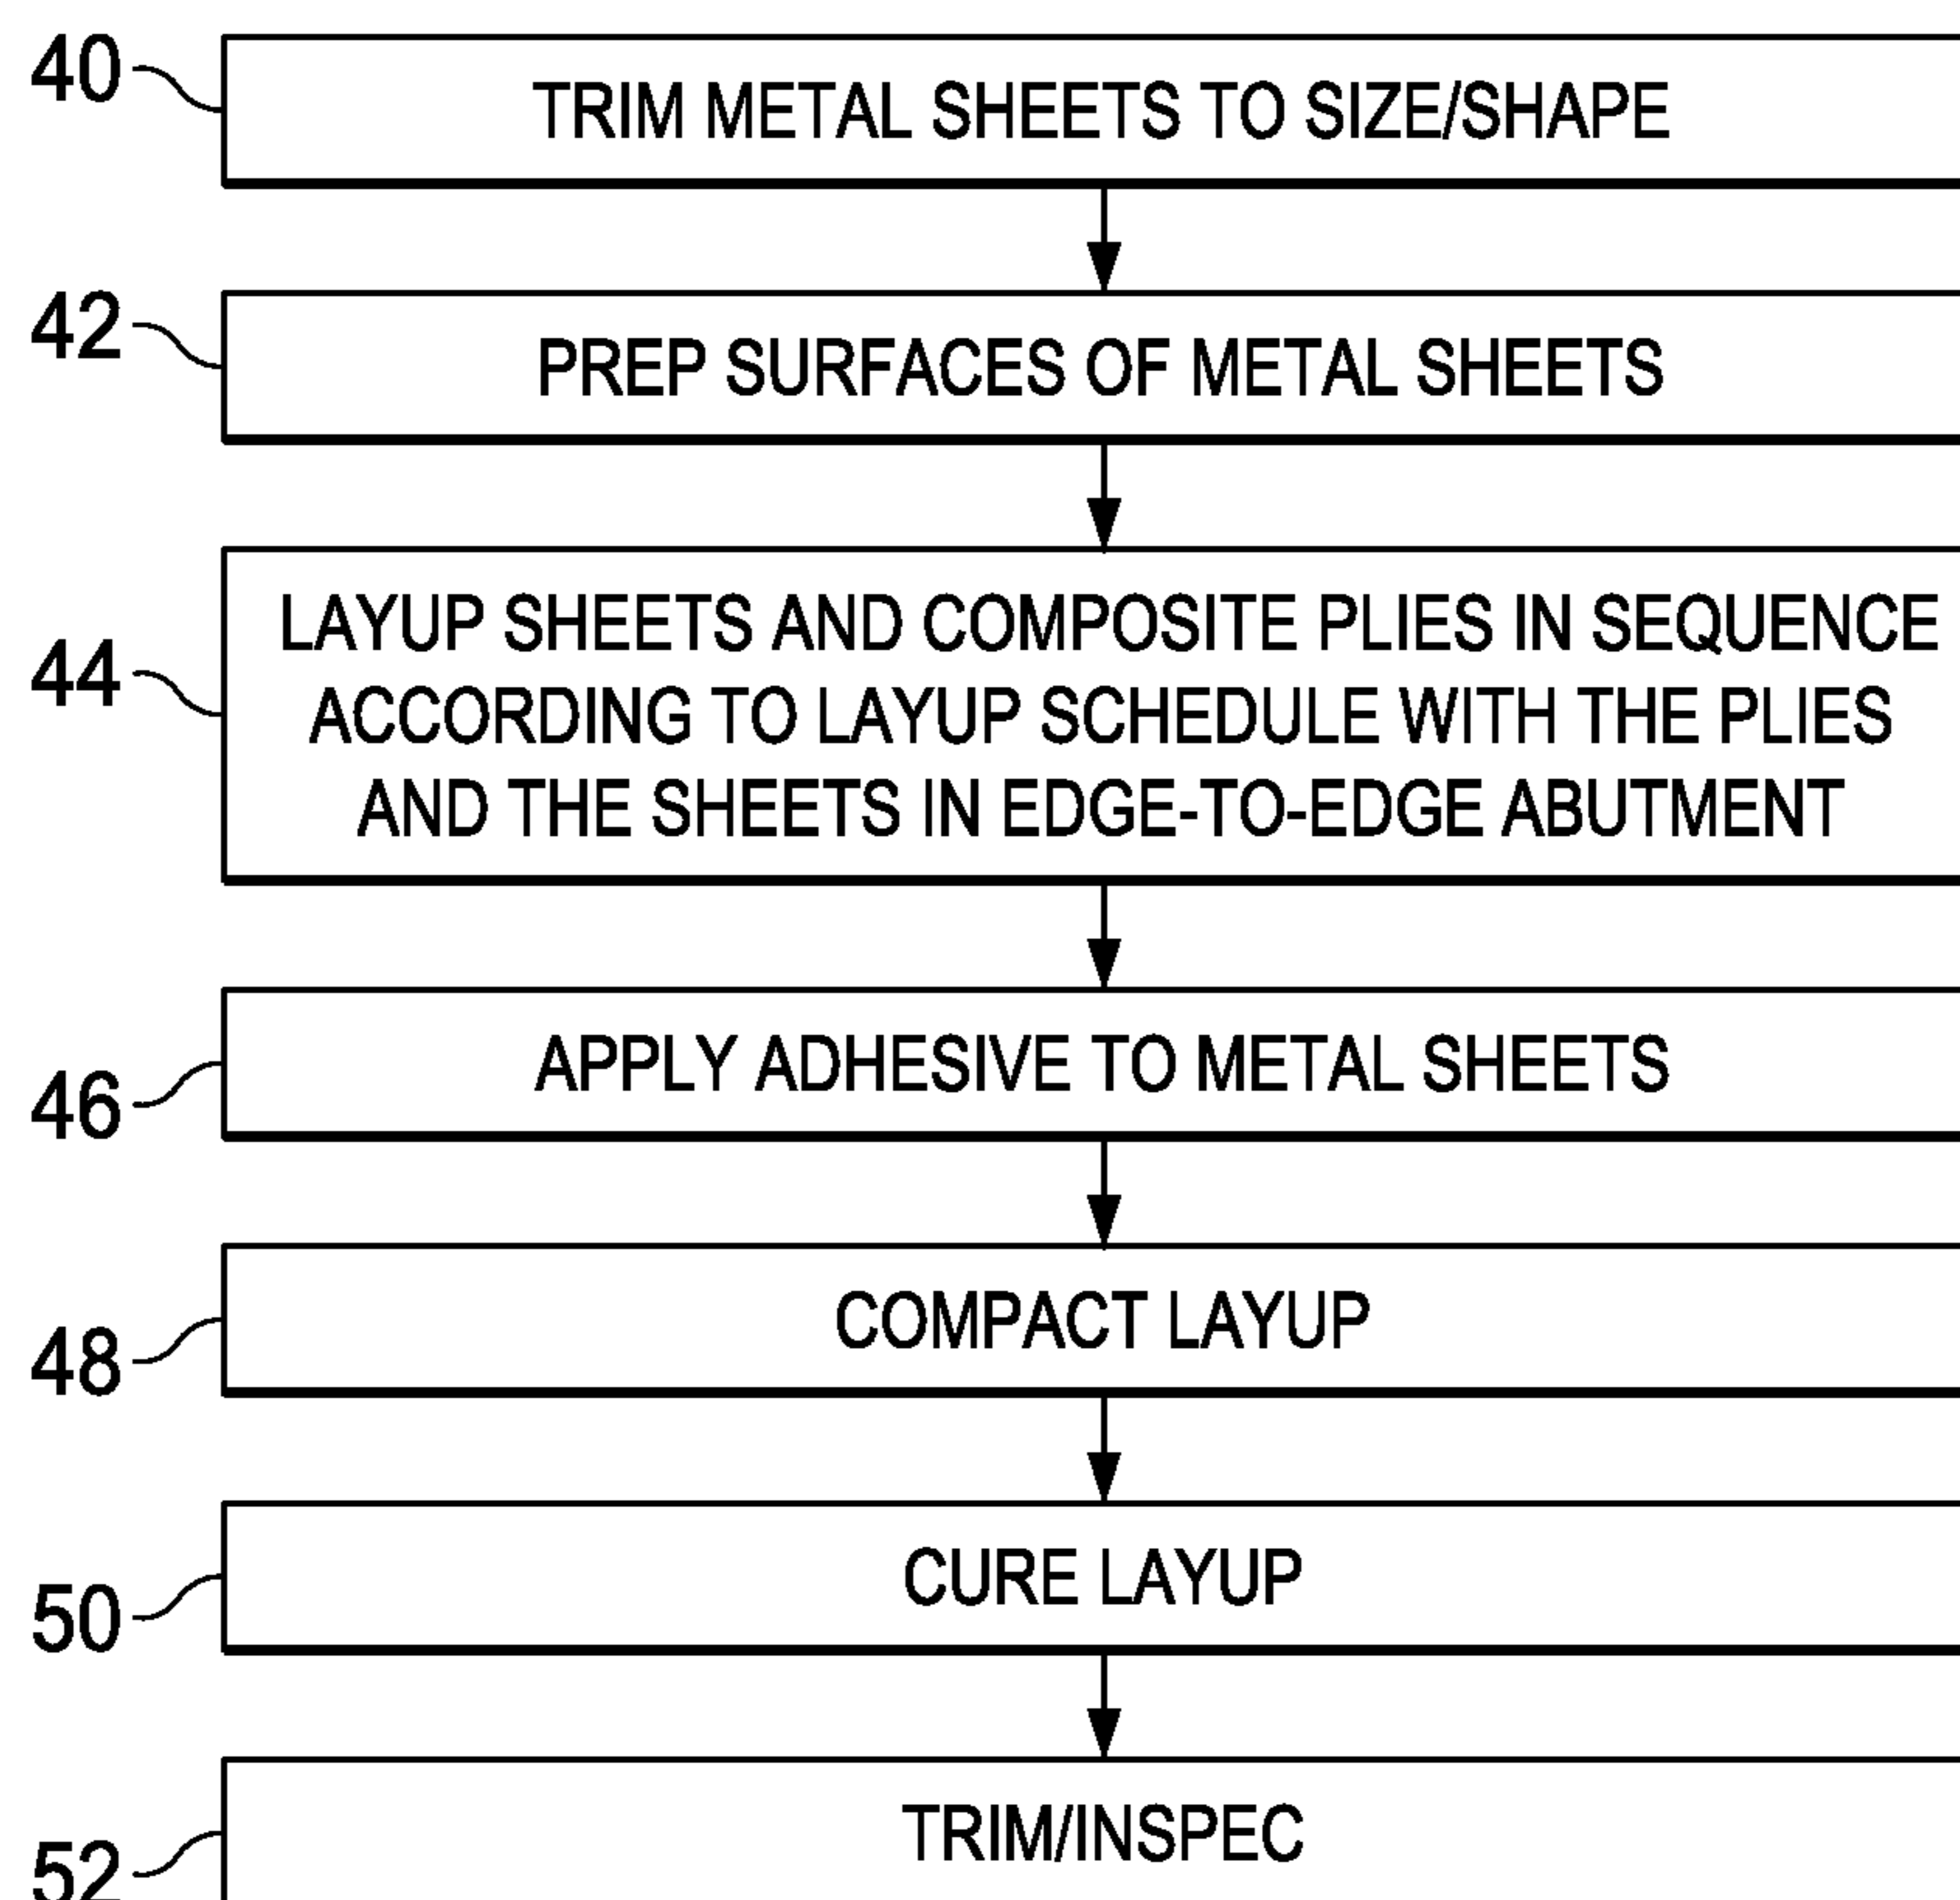 40
TRIM METAL SHEETS TO SIZE/SHAPE
42
PREP SURFACES OF METAL SHEETS
44
LAYUP SHEETS AND COMPOSITE PLIES IN SEQUENCE
ACCORDING TO LAYUP SCHEDULE WITH THE PLIES
AND THE SHEETS IN EDGE-TO-EDGE ABUTMENT
46
APPLY ADHESIVE TO METAL SHEETS
48
COMPACT LAYUP
50
CURE LAYUP
52
TRIM/INSPEC